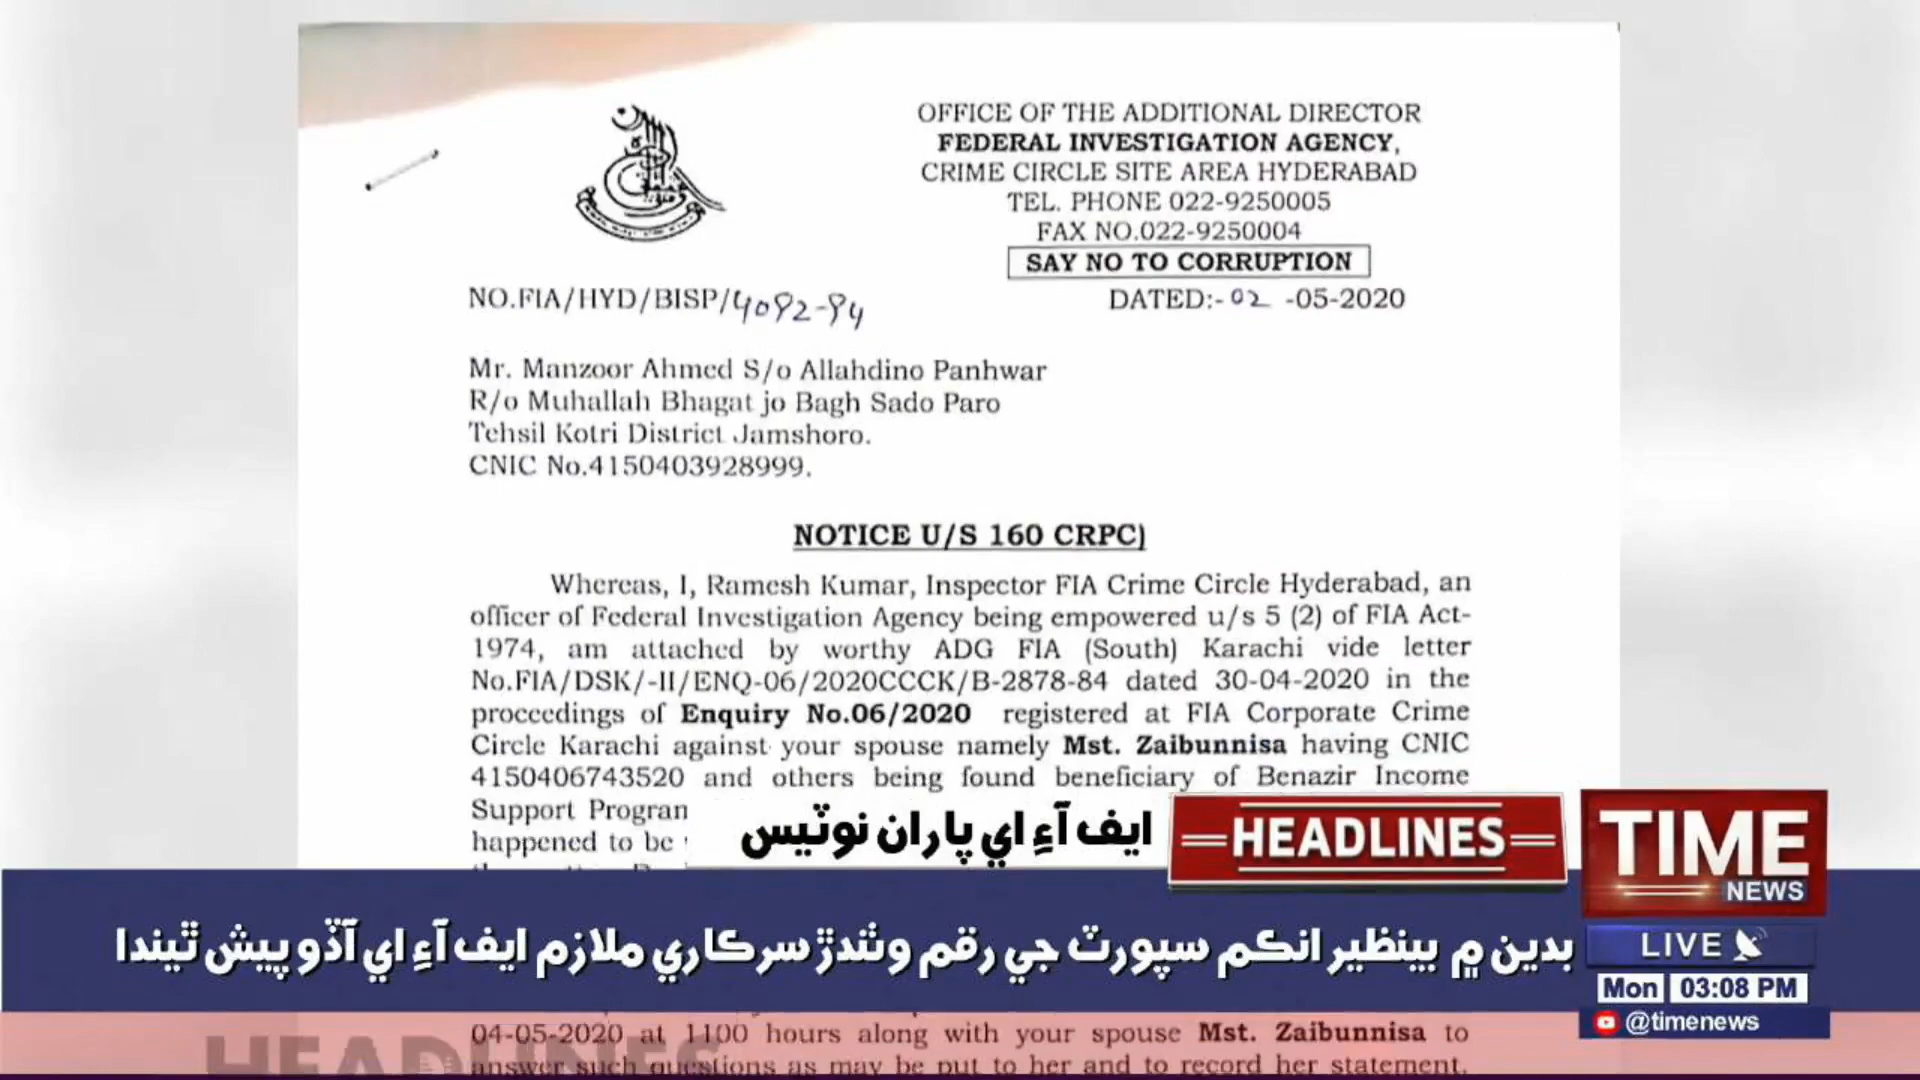 OFFICE OF THE ADDITIONAL DIRECTOR
FEDERAL INVESTIGATION AGENCY,
CRIME CIRCLE SITE AREA HYDERABAD
TEL. PHONE 022-9250005
FAX NO.022-9250004
SAY NO TO CORRUPTION
NO.FIA/HYD/BISP/4092-94
DATED:-02 -05-2020
Mr. Manzoor Ahmed S/o Allahdino Panhwar
R/o Muhallah Bhagat jo Bagh Sado Paro
Tehsil Kotri District Jamshoro.
CNIC No.4150403928999.
NOTICE U/S 160 CRPC)
Whereas, I, Ramesh Kumar, Inspector FIA Crime Circle Hyderabad, an
officer of Federal Investigation Agency being empowered u/s 5 (2) of FIA Act-
1974, am attached by worthy ADG FIA (South) Karachi vide letter
No.FIA/DSK/-II/ENQ-06/2020CCCK/B-2878-84 dated 30-04-2020 in the
proceedings of Enquiry No.06/2020 registered at FIA Corporate Crime
Circle Karachi against your spouse namely Mst. Zaibunnisa having CNIC
4150406743520 and others being found beneficiary of Benazir Income
Support Program
happened to be
ايف آءِ اي پاران نوٽيس
HEADLINES
TIME
NEWS
بدين ۾ بينظير انڪم سپورٽ جي رقم وٺندڙ سرڪاري ملازم ايف آءِ اي آڏو پيش ٿيندا
LIVE
Mon 03:08 PM
@timenews
04-05-2020 at 1100 hours along with your spouse Mst. Zaibunnisa to
answer such questions as may be put to her and to record her statement.
HEADLINES